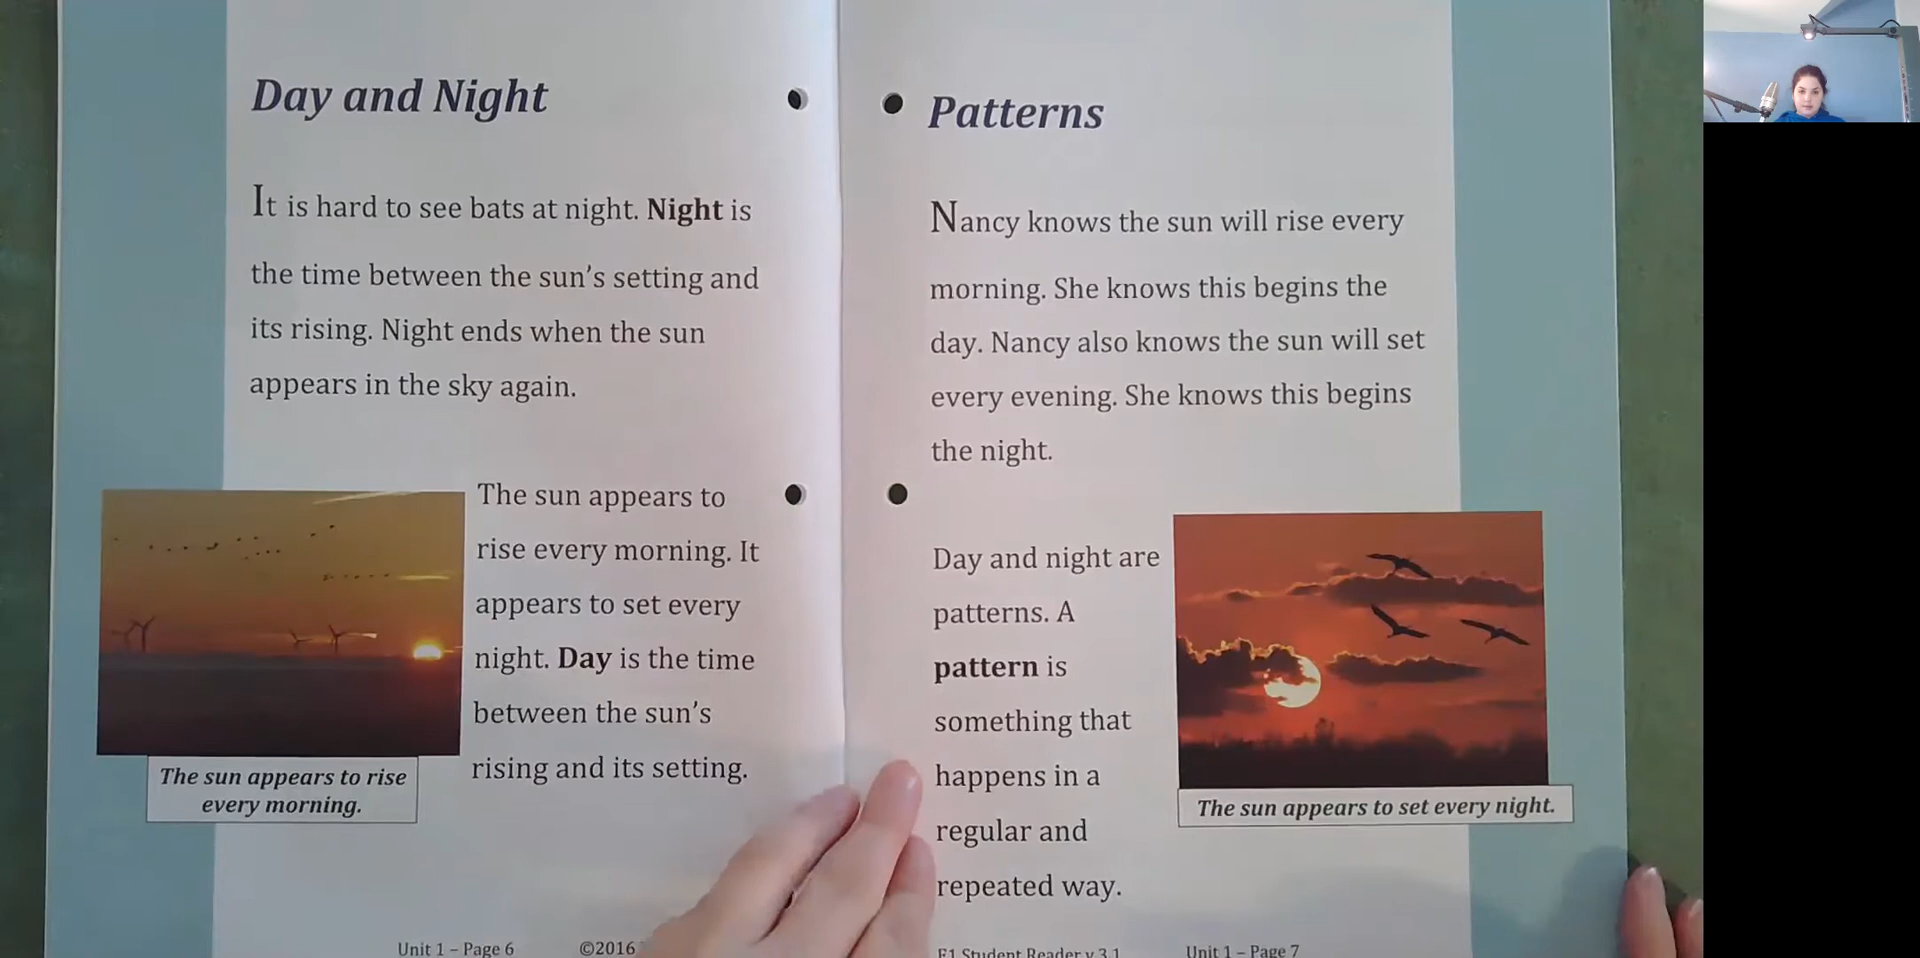 Day and Night
It is hard to see bats at night. Night is
the time between the sun's setting and
its rising. Night ends when the sun
appears in the sky again.
The sun appears to
rise every morning. It
appears to set every
night. Day is the time
between the sun's
rising and its setting.
The sun appears to rise
every morning.
Unit 1 – Page 6 ©2016
Patterns
Nancy knows the sun will rise every
morning. She knows this begins the
day. Nancy also knows the sun will set
every evening. She knows this begins
the night.
Day and night are
patterns. A
pattern is
something that
happens in a
regular and
repeated way.
The sun appears to set every night.
Student Reader v.3.1 Unit 1 – Page 7